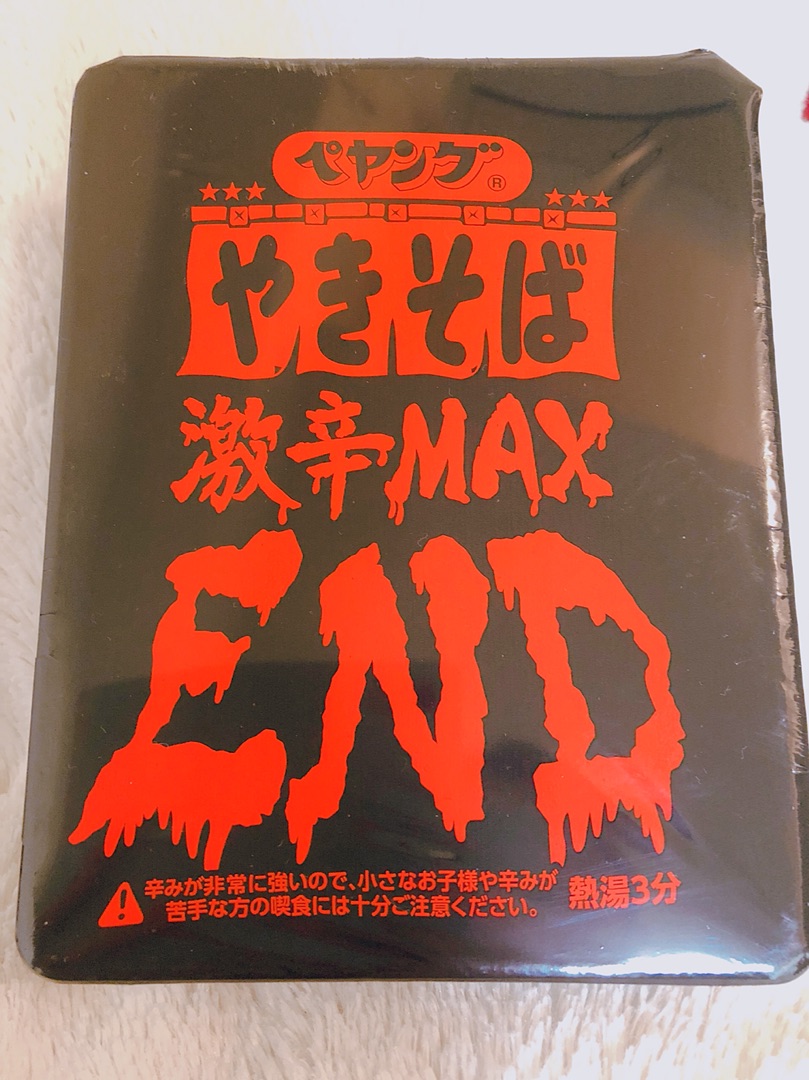 ペヤング®
やきそば
激辛MAX
END
辛みが非常に強いので、小さなお子様や辛みが
苦手な方の喫食には十分ご注意ください。
熱湯3分